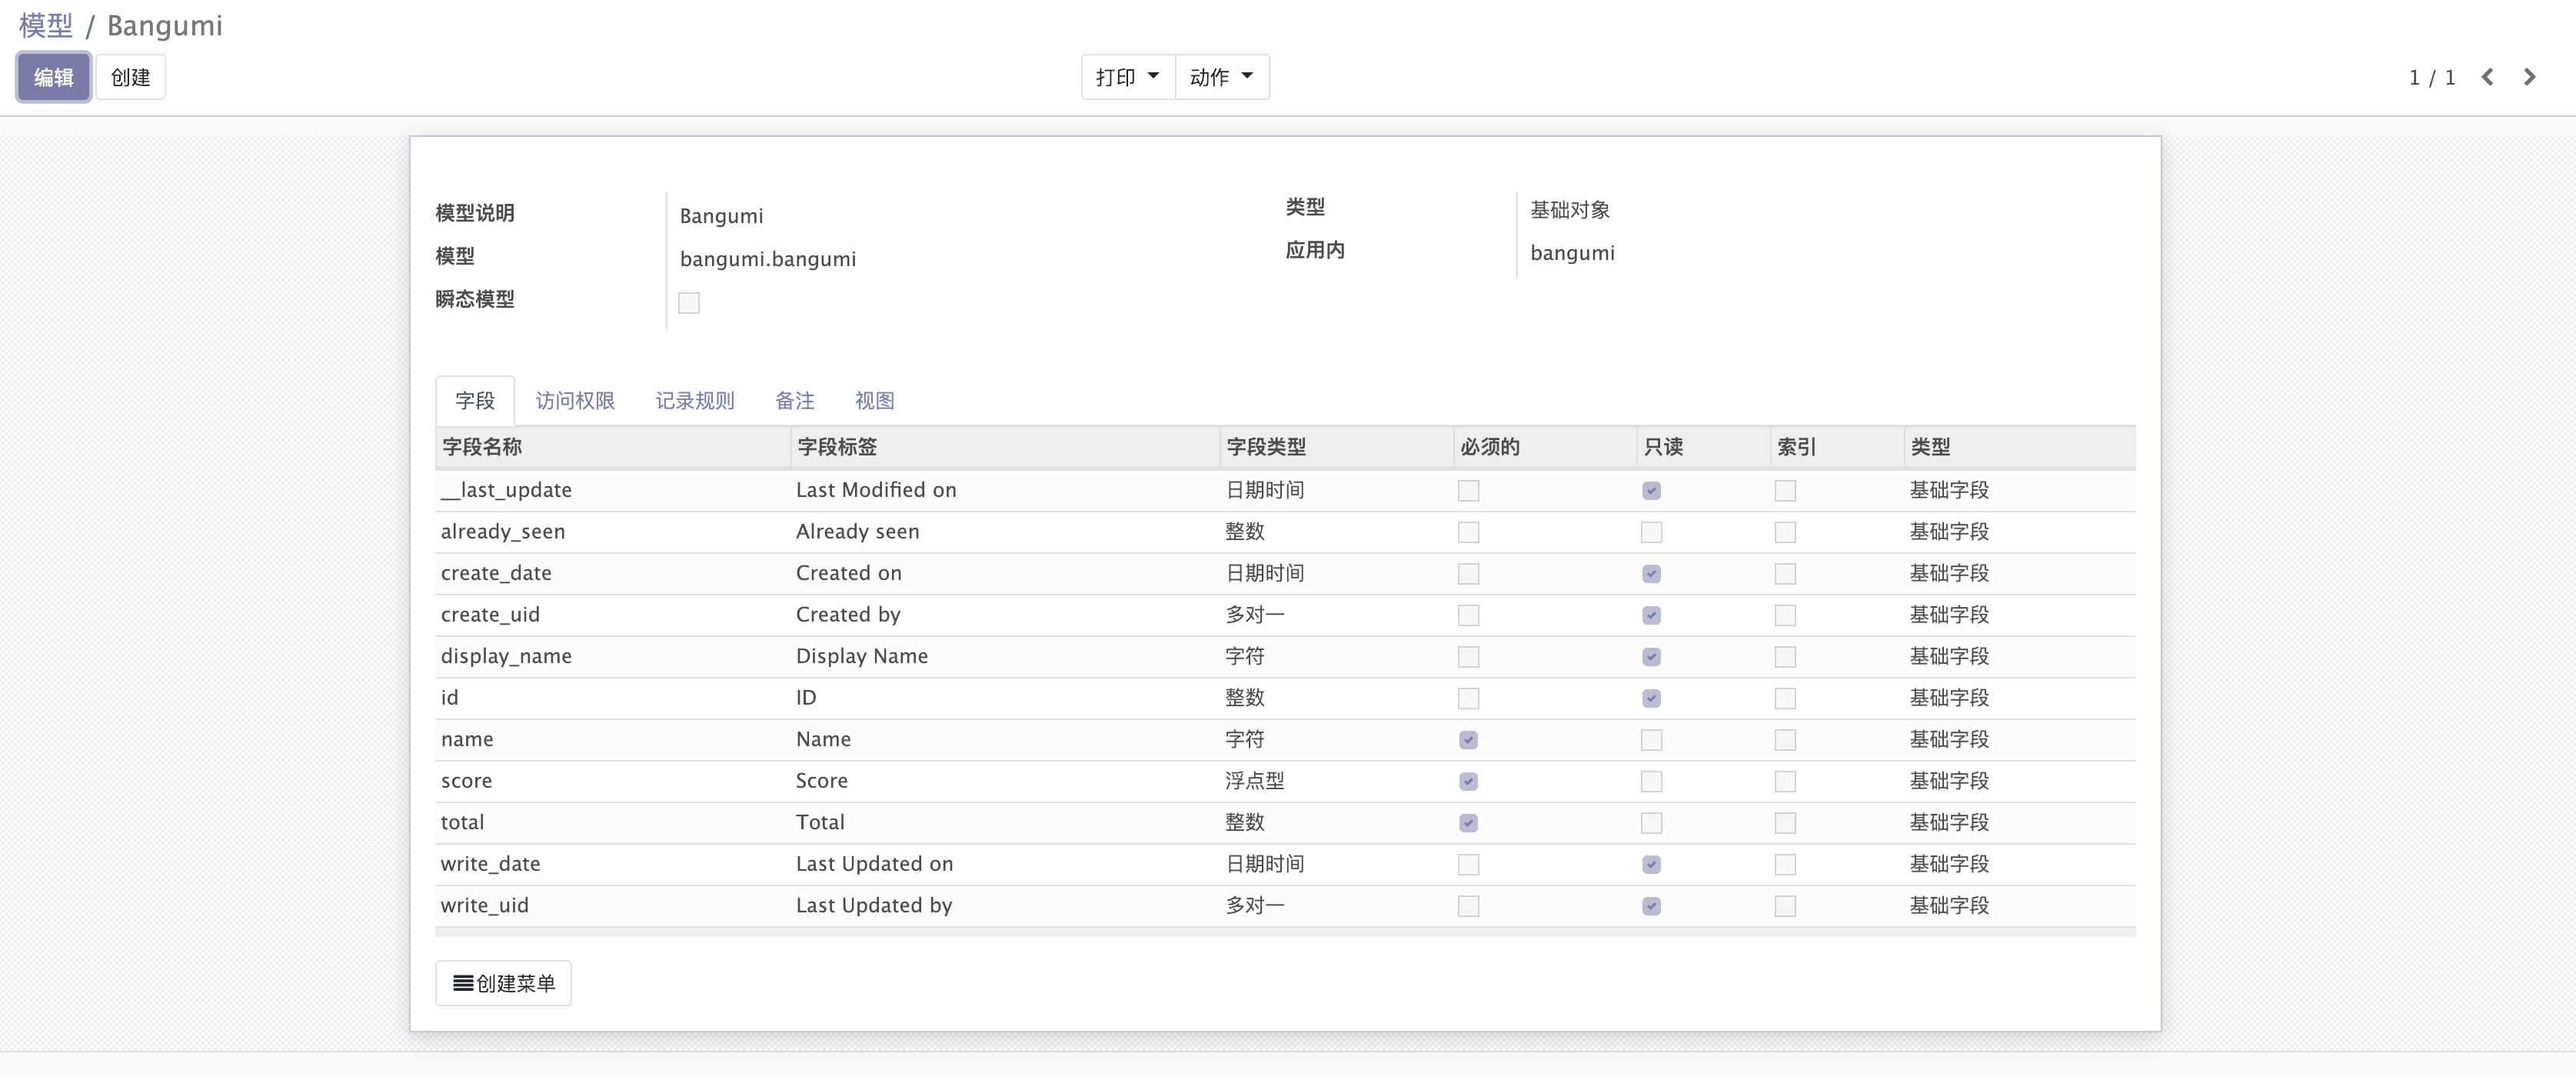 模型 / Bangumi
编辑 创建 打印 动作 1 / 1
模型说明 Bangumi 类型 基础对象
模型 bangumi.bangumi 应用内 bangumi
瞬态模型
字段 访问权限 记录规则 备注 视图
字段名称 字段标签 字段类型 必须的 只读 索引 类型
__last_update Last Modified on 日期时间 基础字段
already_seen Already seen 整数 基础字段
create_date Created on 日期时间 基础字段
create_uid Created by 多对一 基础字段
display_name Display Name 字符 基础字段
id ID 整数 基础字段
name Name 字符 基础字段
score Score 浮点型 基础字段
total Total 整数 基础字段
write_date Last Updated on 日期时间 基础字段
write_uid Last Updated by 多对一 基础字段
创建菜单